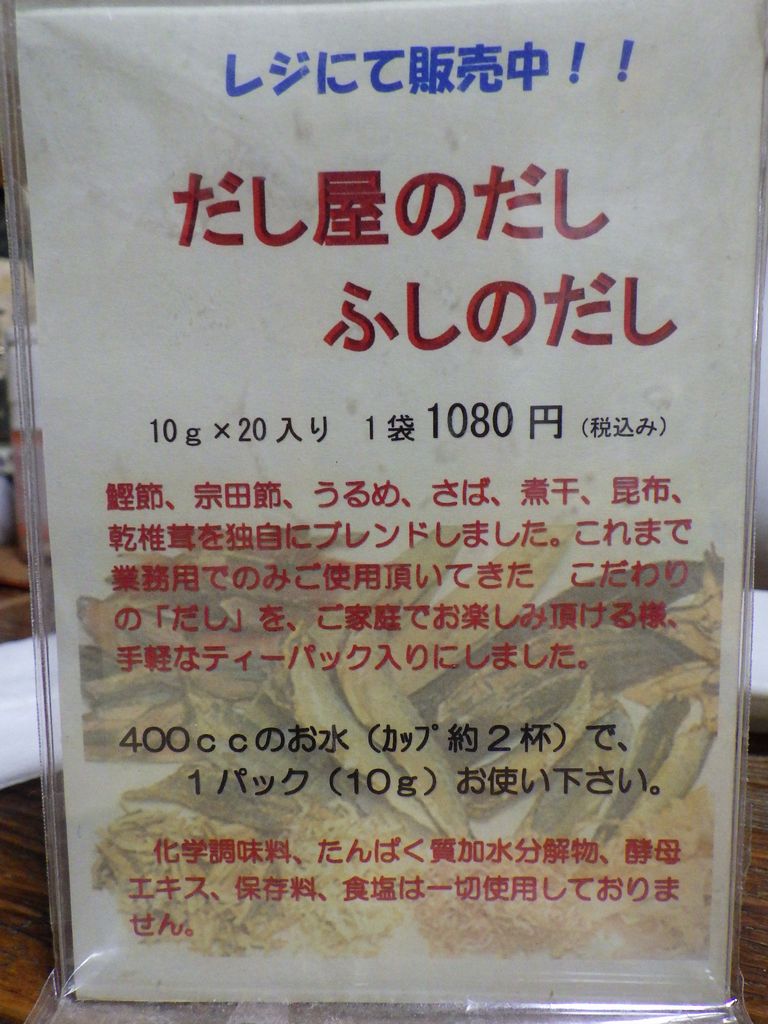 レジにて販売中！！
だし屋のだし
ふしのだし
10ｇ×20入り　1袋 1080円（税込み）
鰹節、宗田節、うるめ、さば、煮干、昆布、
乾椎茸を独自にブレンドしました。これまで
業務用でのみご使用頂いてきた　こだわり
の「だし」を、ご家庭でお楽しみ頂ける様、
手軽なティーパック入りにしました。
400ｃｃのお水（ｶｯﾌﾟ約２杯）で、
１パック（10ｇ）お使い下さい。
化学調味料、たんぱく質加水分解物、酵母
エキス、保存料、食塩は一切使用しておりま
せん。